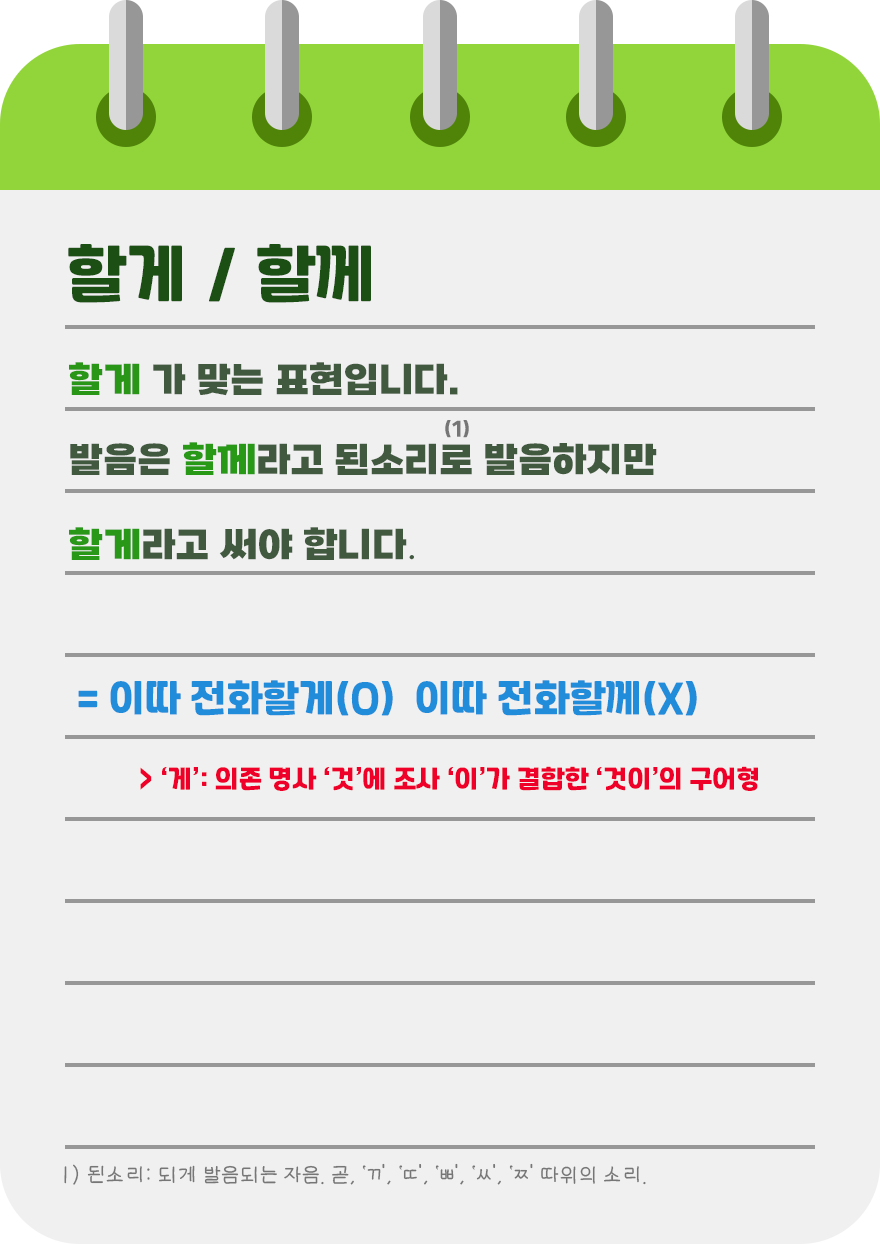 할게 / 할께
할게 가 맞는 표현입니다.
(1)
발음은 할께라고 된소리로 발음하지만
할게라고 써야 합니다.
= 이따 전화할게(O) 이따 전화할께(X)
> ‘게’: 의존 명사 ‘것’에 조사 ‘이’가 결합한 ‘것이’의 구어형
1) 된소리: 되게 발음되는 자음. 곧, ‘ㄲ’, ‘ㄸ’, ‘ㅃ’, ‘ㅆ’, ‘ㅉ’ 따위의 소리.